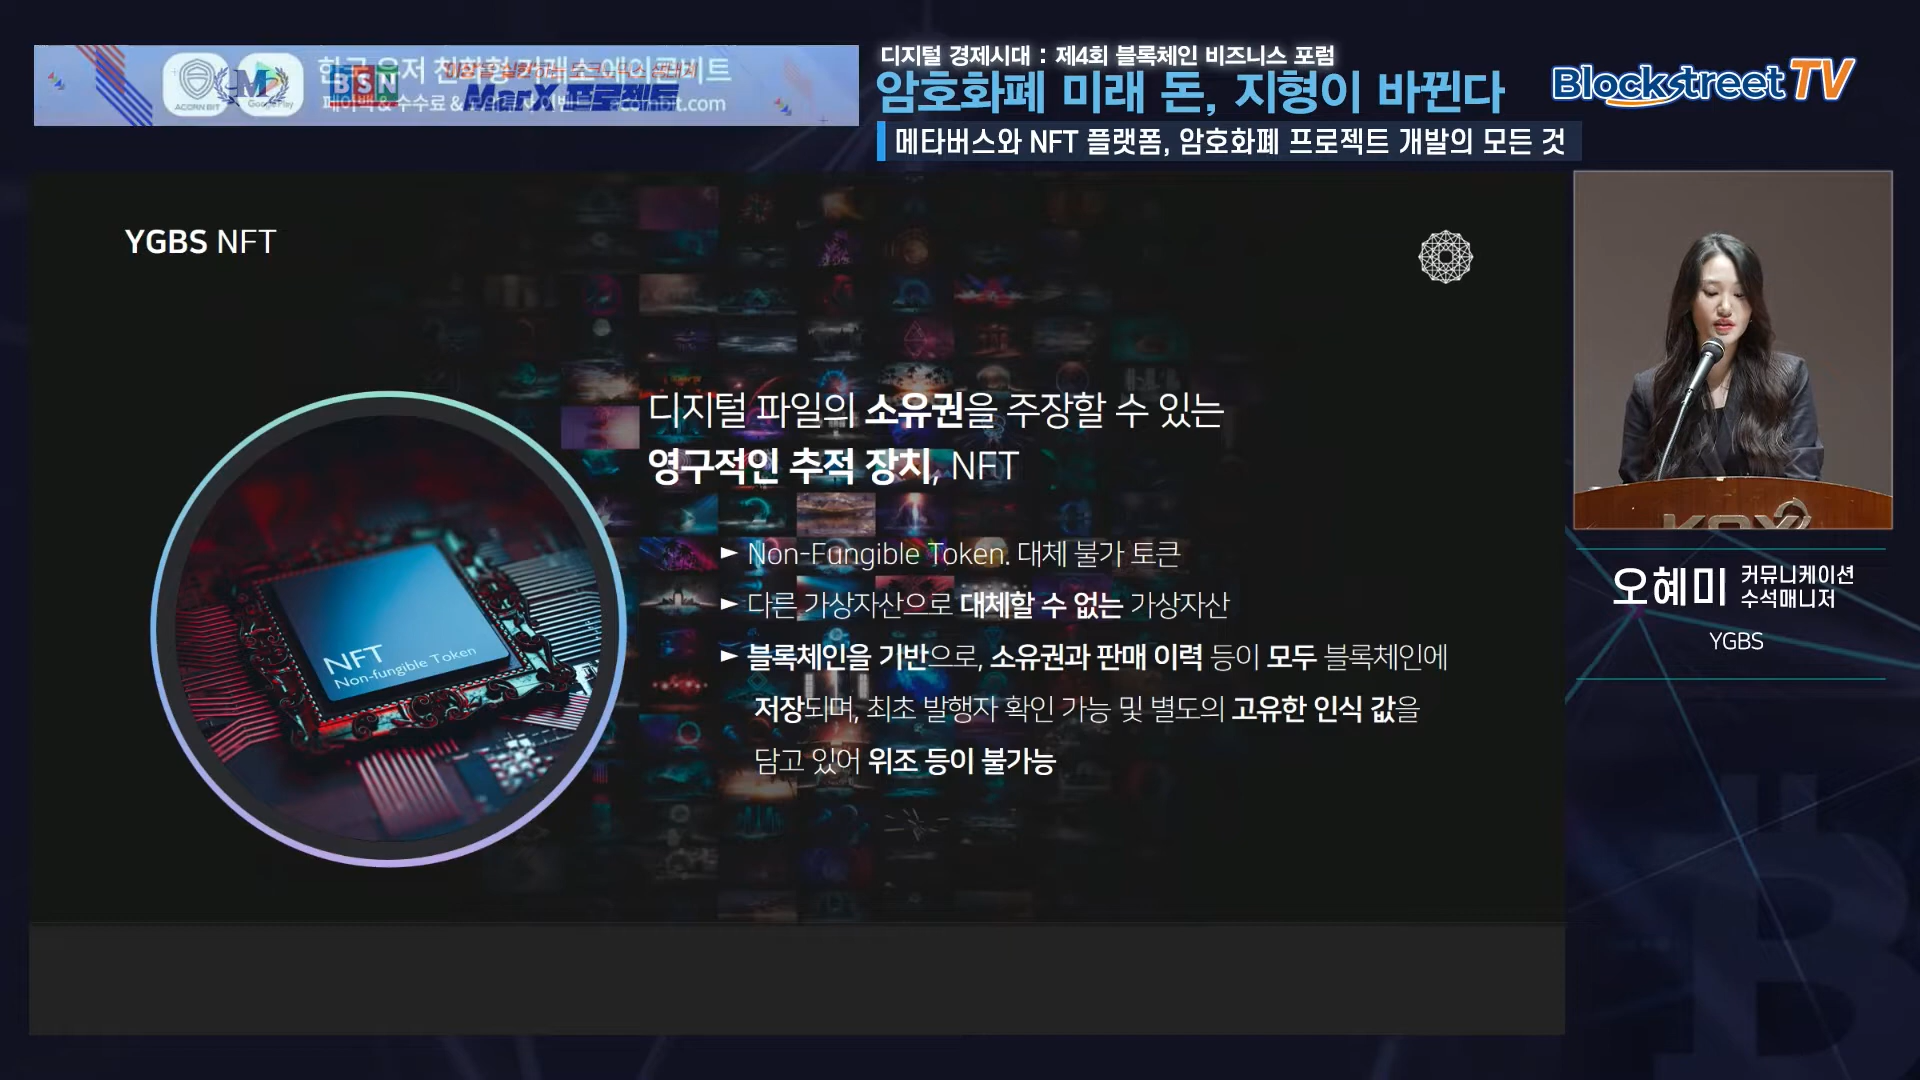 디지털 경제시대 : 제4회 블록체인 비즈니스 포럼
암호화폐 미래 돈, 지형이 바뀐다
메타버스와 NFT 플랫폼, 암호화폐 프로젝트 개발의 모든 것
Blockstreet TV
ACORN BIT
BSN
MarX 프로젝트
YGBS NFT
디지털 파일의 소유권을 주장할 수 있는
영구적인 추적 장치, NFT
► Non-Fungible Token. 대체 불가 토큰
► 다른 가상자산으로 대체할 수 없는 가상자산
► 블록체인을 기반으로, 소유권과 판매 이력 등이 모두 블록체인에
저장되며, 최초 발행자 확인 가능 및 별도의 고유한 인식 값을
담고 있어 위조 등이 불가능
NFT
Non-fungible Token
오혜미 커뮤니케이션
수석매니저
YGBS